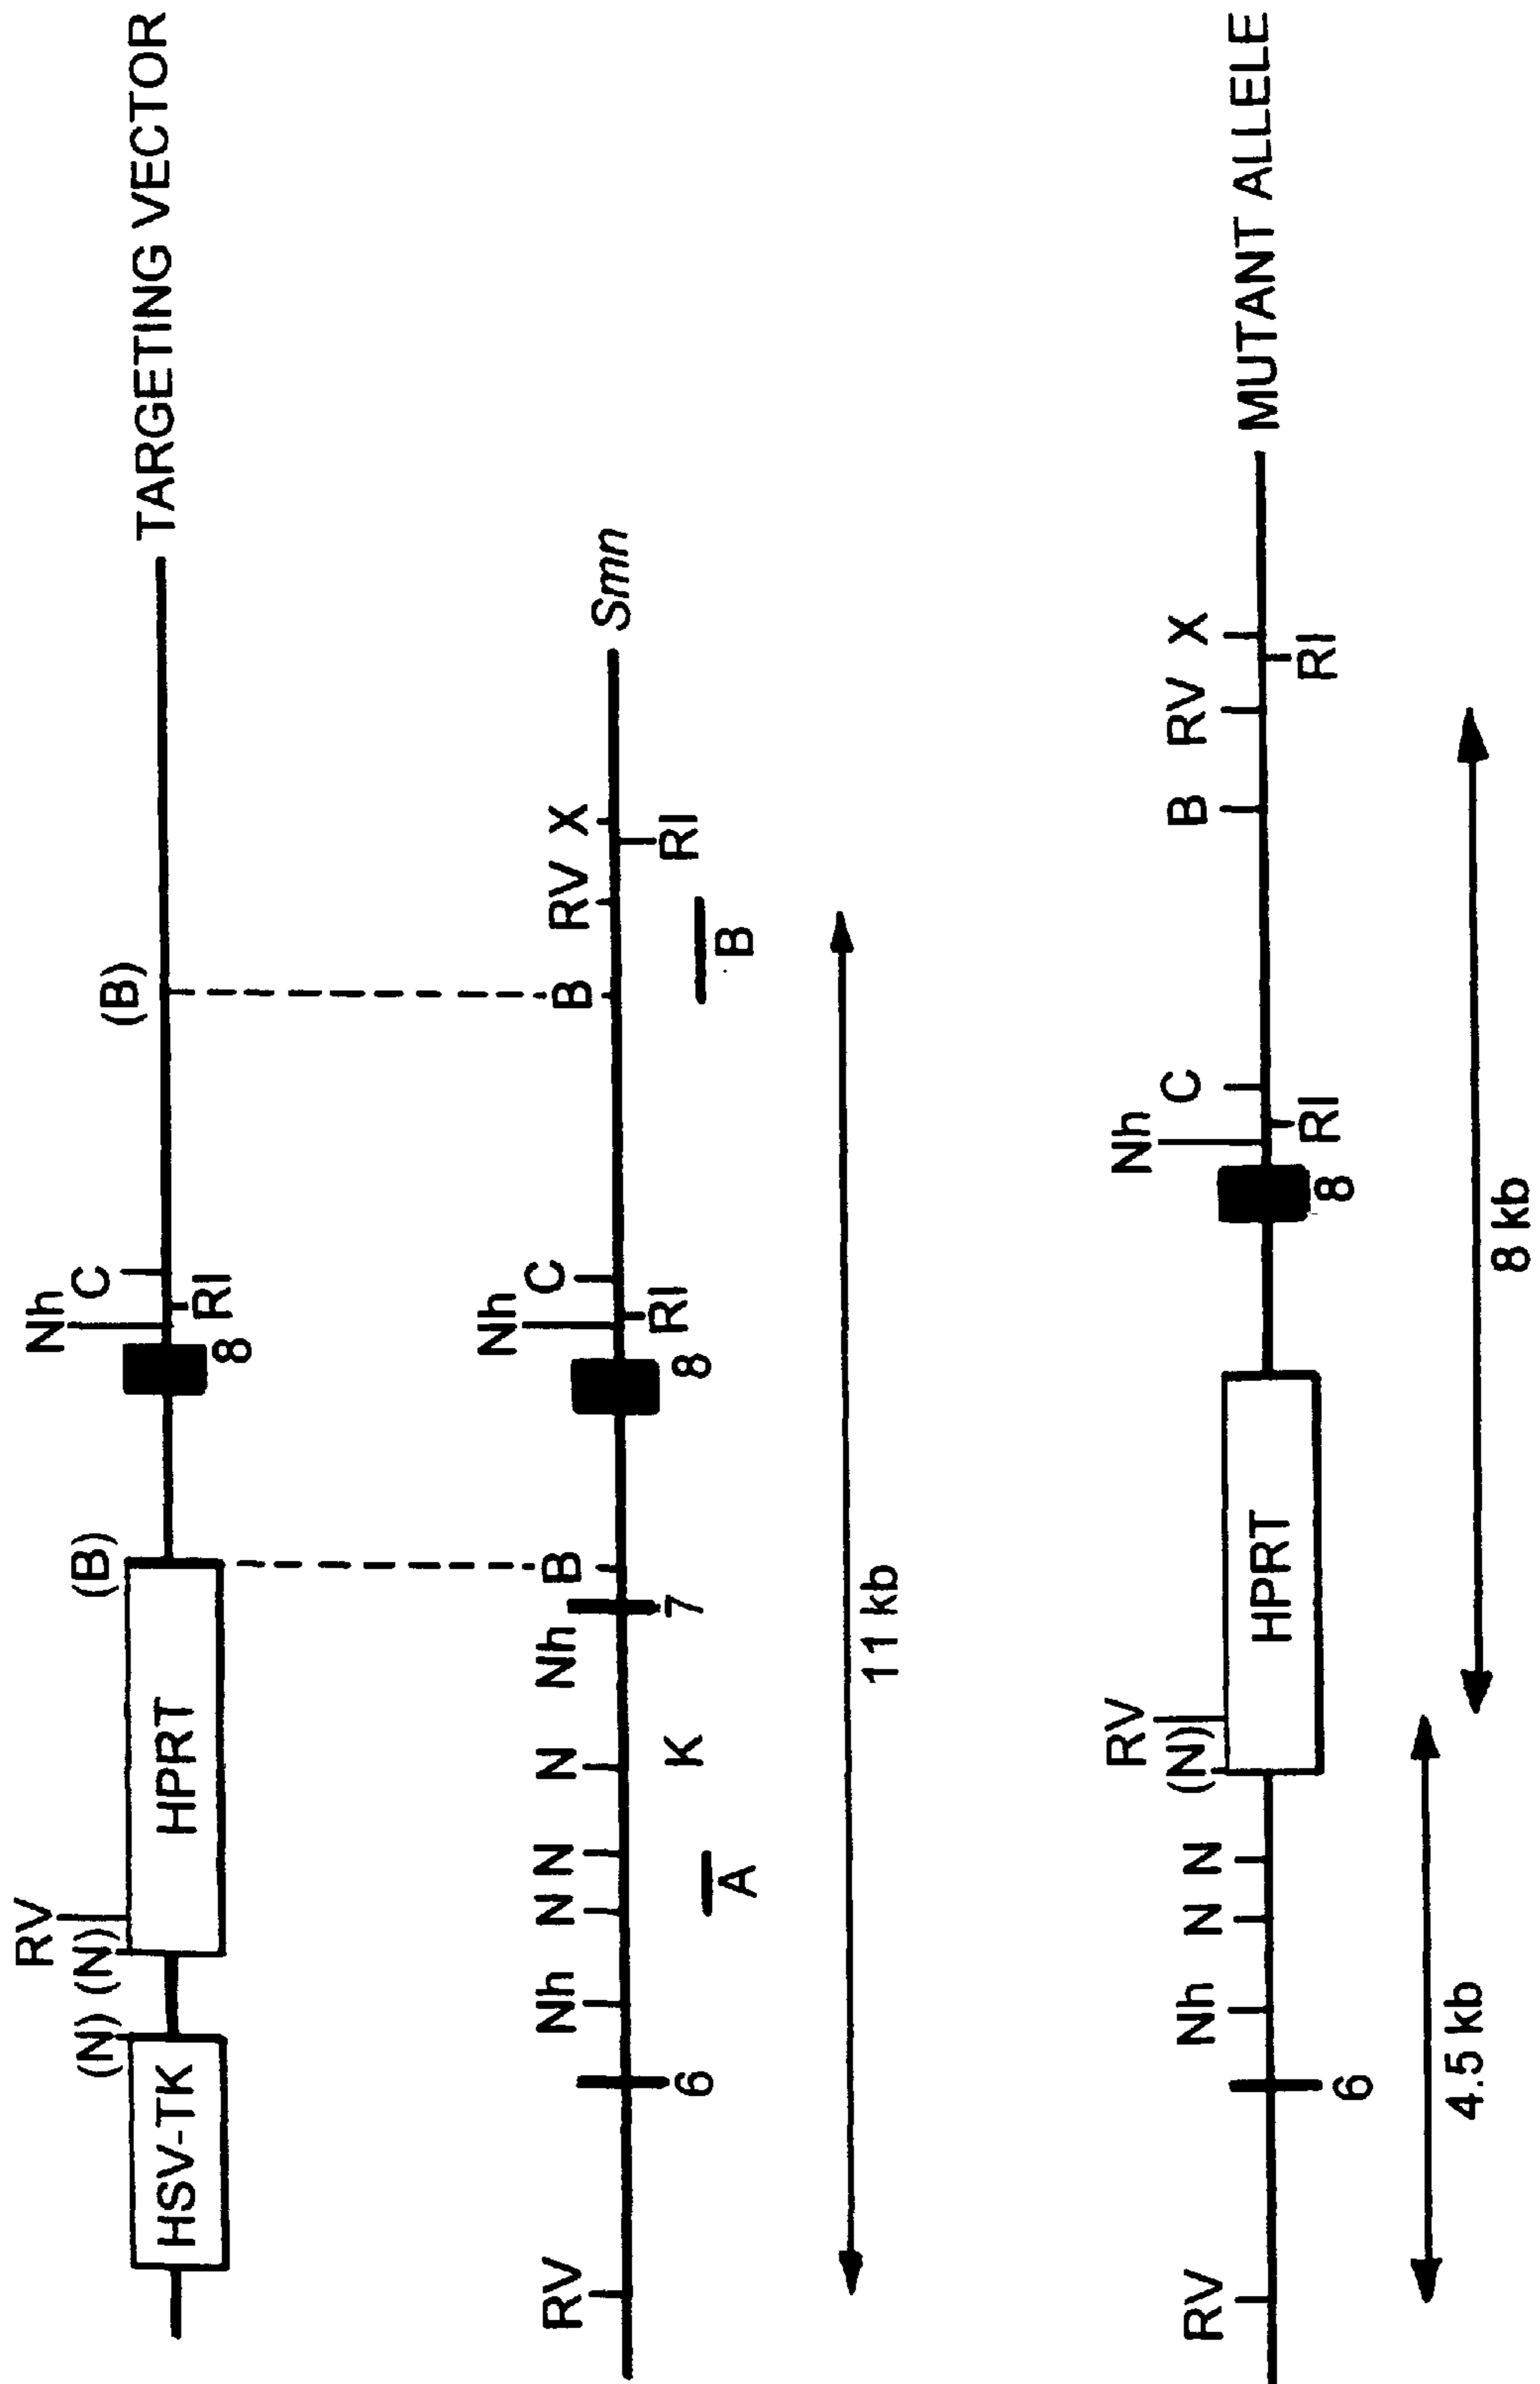 RV Nh
(N) (N) (B) C (B)
HSV-TK HPRT TARGETING VECTOR
8 RI
RV Nh N N N Nh B Nh C B RV X
Smn
6 A K 7 8 RI B RI
11 kb
RV Nh
RV Nh N N (N) C B RV X
HPRT MUTANT ALLELE
6 8 RI RI
4.5 kb 8 kb